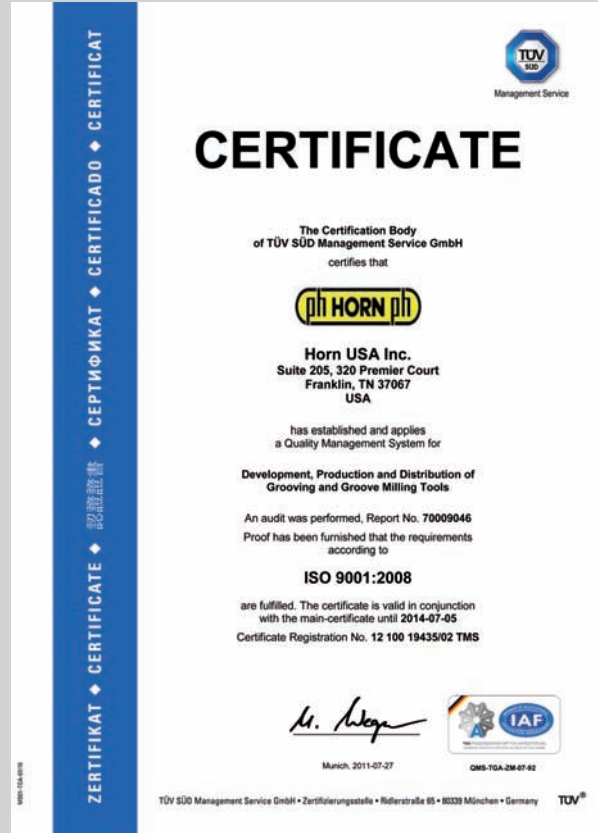 ZERTIFIKAT ◆ CERTIFICATE ◆ 認證證書 ◆ СЕРТИФИКАТ ◆ CERTIFICADO ◆ CERTIFICAT
TÜV
SÜD
Management Service
CERTIFICATE
The Certification Body
of TÜV SÜD Management Service GmbH
certifies that
ph HORN ph
Horn USA Inc.
Suite 205, 320 Premier Court
Franklin, TN 37067
USA
has established and applies
a Quality Management System for
Development, Production and Distribution of
Grooving and Groove Milling Tools
An audit was performed, Report No. 70009046
Proof has been furnished that the requirements
according to
ISO 9001:2008
are fulfilled. The certificate is valid in conjunction
with the main-certificate until 2014-07-05
Certificate Registration No. 12 100 19435/02 TMS
IAF
Munich, 2011-07-27
QMS-TGA-ZM-07-92
TÜV SÜD Management Service GmbH • Zertifizierungsstelle • Ridlerstraße 65 • 80339 München • Germany
TÜV®